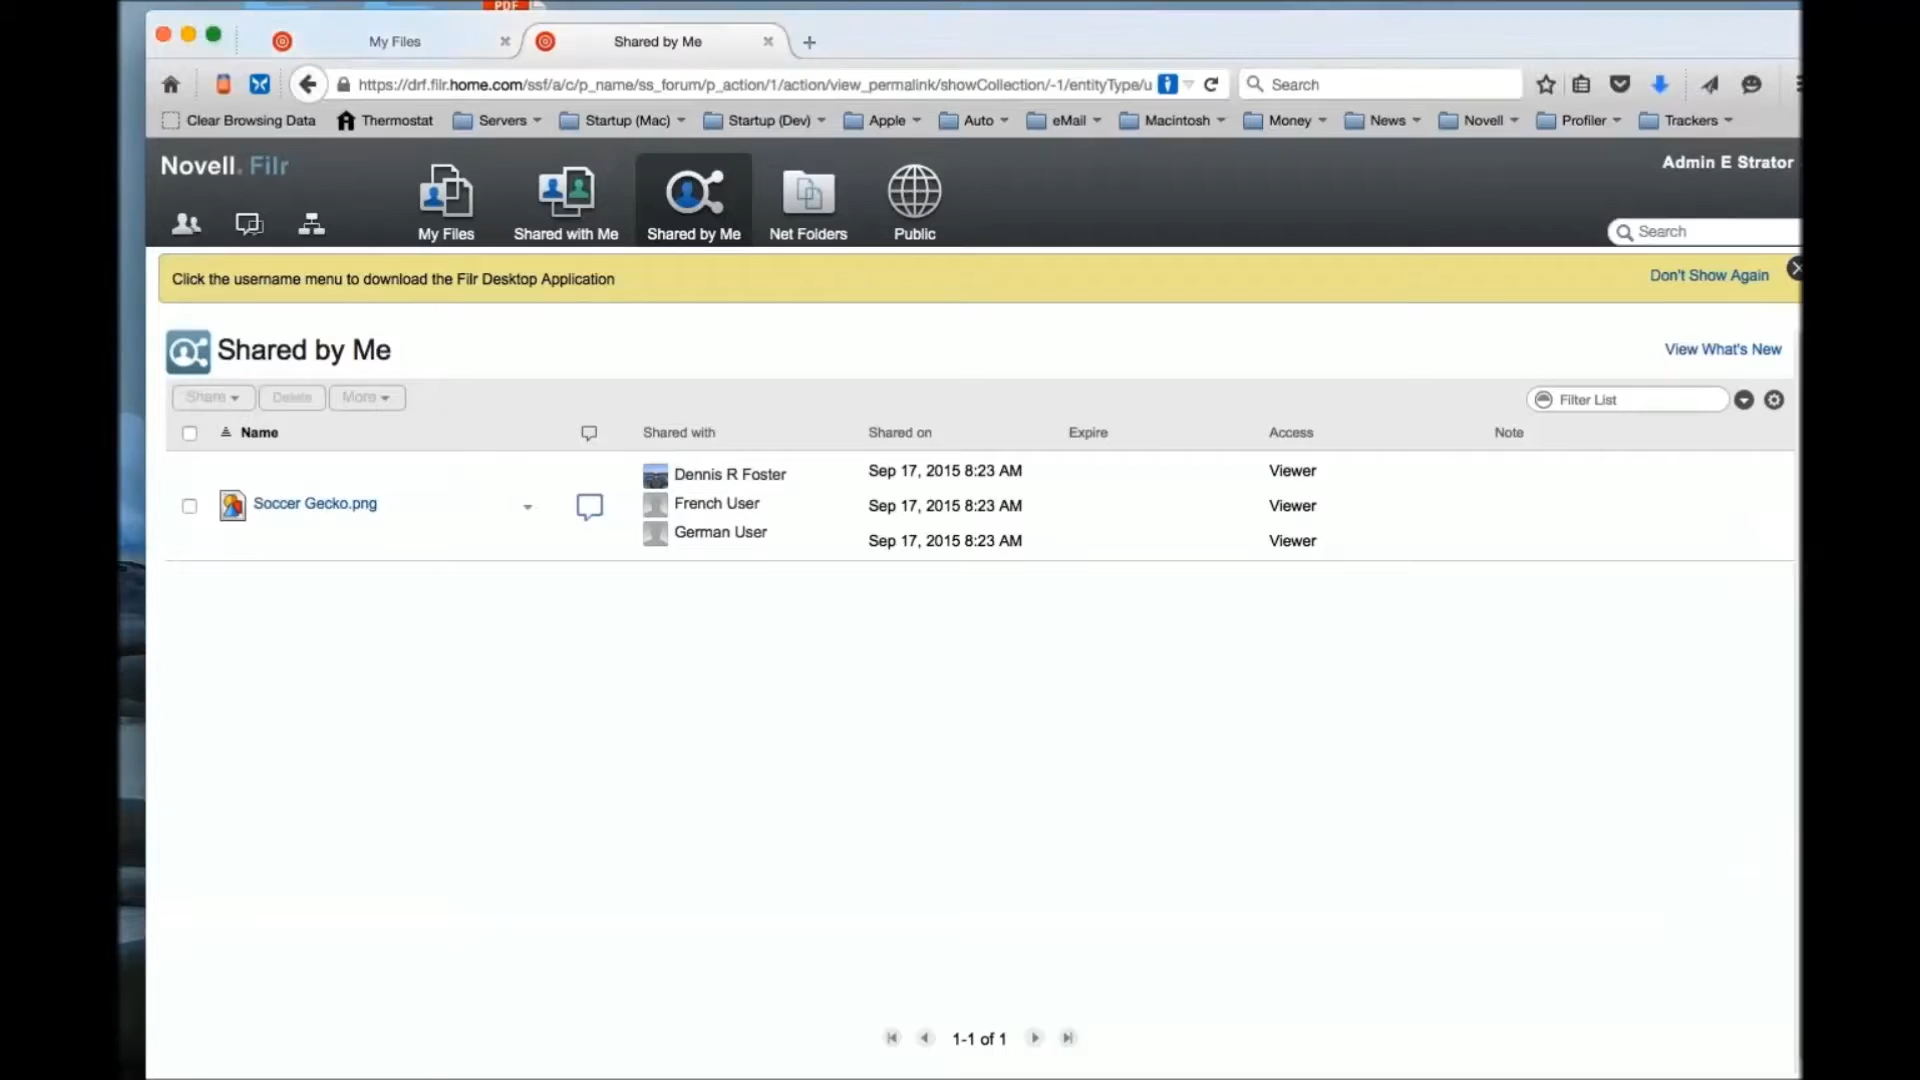 PDF
My Files
Shared by Me
https://drf.filr.home.com/ssf/a/c/p_name/ss_forum/p_action/1/action/view_permalink/showCollection/-1/entityType/u
Search
Clear Browsing Data
Thermostat
Servers
Startup (Mac)
Startup (Dev)
Apple
Auto
eMail
Macintosh
Money
News
Novell
Profiler
Trackers
Novell. Filr
Admin E Strator
My Files
Shared with Me
Shared by Me
Net Folders
Public
Search
Click the username menu to download the Filr Desktop Application
Don't Show Again
Shared by Me
View What's New
Share
Delete
More
Filter List
Name
Shared with
Shared on
Expire
Access
Note
Soccer Gecko.png
Dennis R Foster
Sep 17, 2015 8:23 AM
Viewer
French User
Sep 17, 2015 8:23 AM
Viewer
German User
Sep 17, 2015 8:23 AM
Viewer
1-1 of 1